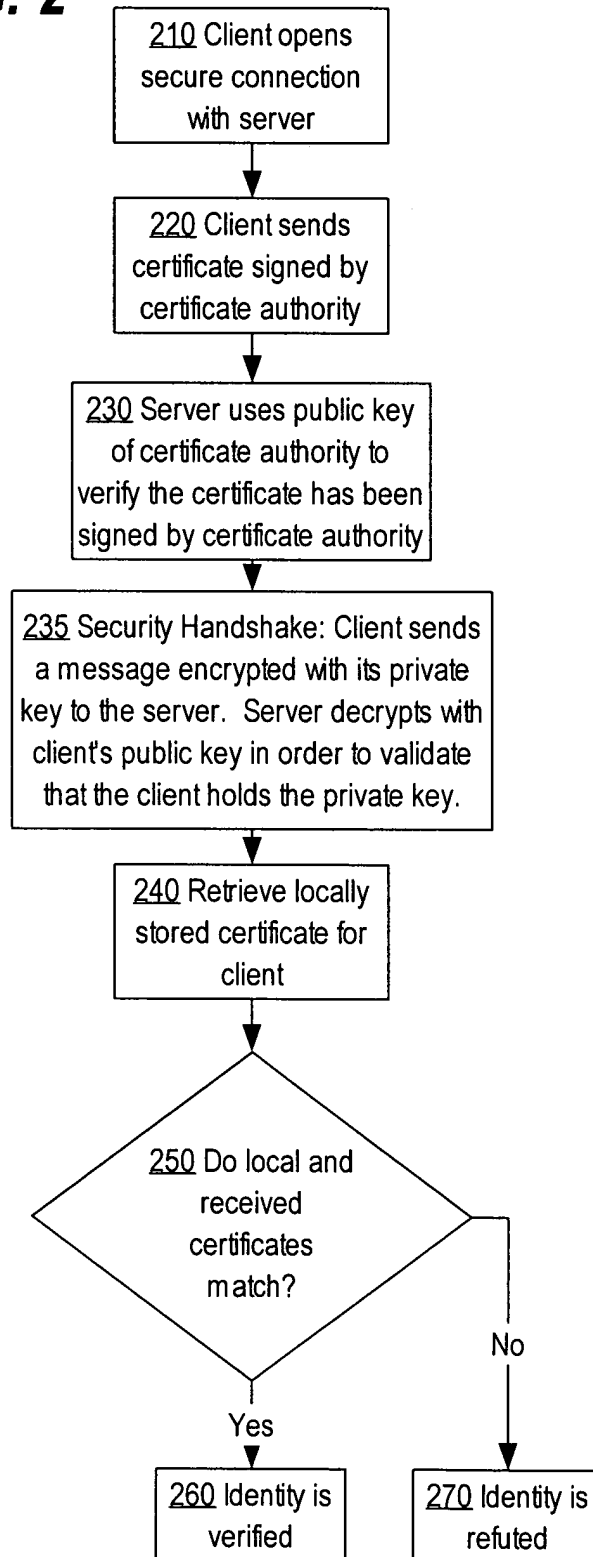 2
210 Client opens
secure connection
with server
220 Client sends
certificate signed by
certificate authority
230 Server uses public key
of certificate authority to
verify the certificate has been
signed by certificate authority
235 Security Handshake: Client sends
a message encrypted with its private
key to the server. Server decrypts with
client's public key in order to validate
that the client holds the private key.
240 Retrieve locally
stored certificate for
client
250 Do local and
received
certificates
match?
No
Yes
260 Identity is
verified
270 Identity is
refuted